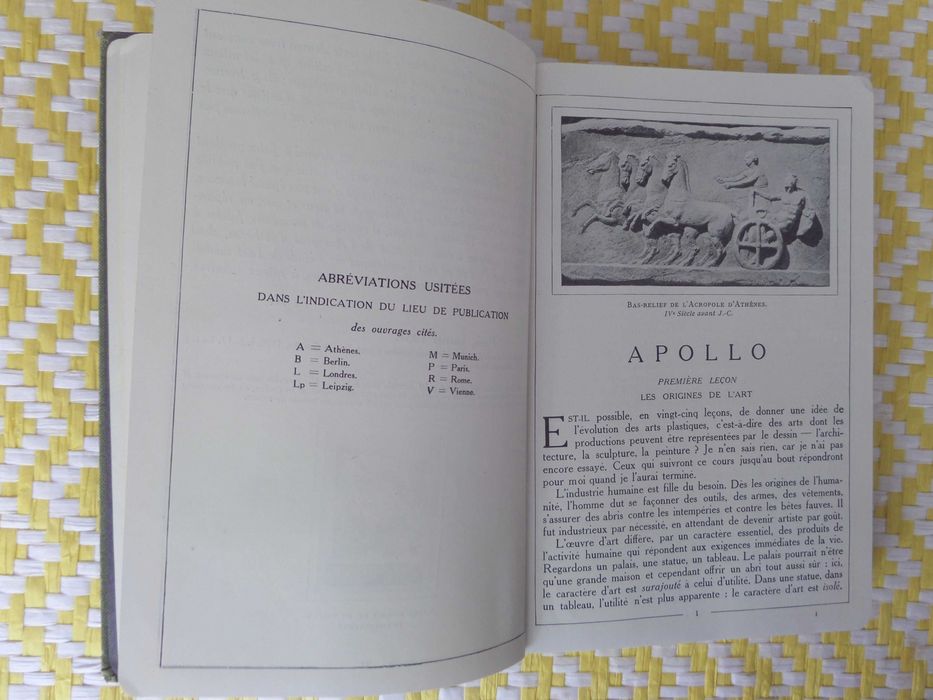 ABRÉVIATIONS USITÉES
DANS L'INDICATION DU LIEU DE PUBLICATION
des ouvrages cités.
A = Athènes.
B = Berlin.
L = Londres.
Lp = Leipzig.
M = Munich.
P = Paris.
R = Rome.
V = Vienne.
BAS-RELIEF DE L'ACROPOLE D'ATHÈNES.
IVe Siècle avant J.-C.
APOLLO
PREMIÈRE LEÇON
LES ORIGINES DE L'ART
EST-IL possible, en vingt-cinq leçons, de donner une idée de
l'évolution des arts plastiques, c'est-à-dire des arts dont les
productions peuvent être représentées par le dessin — l'archi-
tecture, la sculpture, la peinture ? Je n'en sais rien, car je n'ai pas
encore essayé. Ceux qui suivront ce cours jusqu'au bout répondront
pour moi quand je l'aurai terminé.
L'industrie humaine est fille du besoin. Dès les origines de l'huma-
nité, l'homme dut se façonner des outils, des armes, des vêtements,
s'assurer des abris contre les intempéries et contre les bêtes fauves. Il
fut industrieux par nécessité, en attendant de devenir artiste par goût.
L'œuvre d'art diffère, par un caractère essentiel, des produits de
l'activité humaine qui répondent aux exigences immédiates de la vie.
Regardons un palais, une statue, un tableau. Le palais pourrait n'être
qu'une grande maison et cependant offrir un abri tout aussi sûr : ici,
le caractère d'art est surajouté à celui d'utilité. Dans une statue, dans
un tableau, l'utilité n'est plus apparente : le caractère d'art est isolé.
1 1